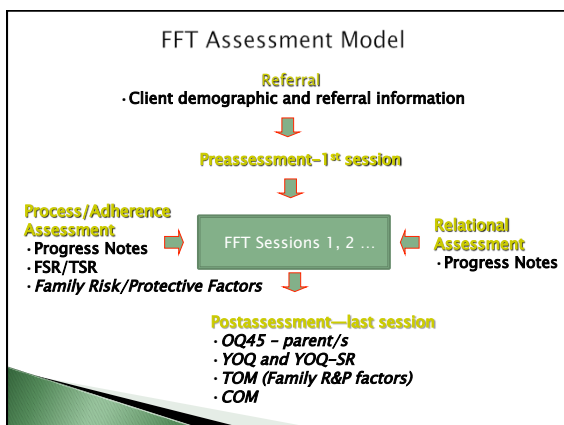 FFT Assessment Model
Referral
·Client demographic and referral information
Preassessment–1st session
Process/Adherence
Assessment
·Progress Notes
·FSR/TSR
·Family Risk/Protective Factors
FFT Sessions 1, 2 …
Relational
Assessment
·Progress Notes
Postassessment—last session
·OQ45 – parent/s
·YOQ and YOQ–SR
·TOM (Family R&P factors)
·COM